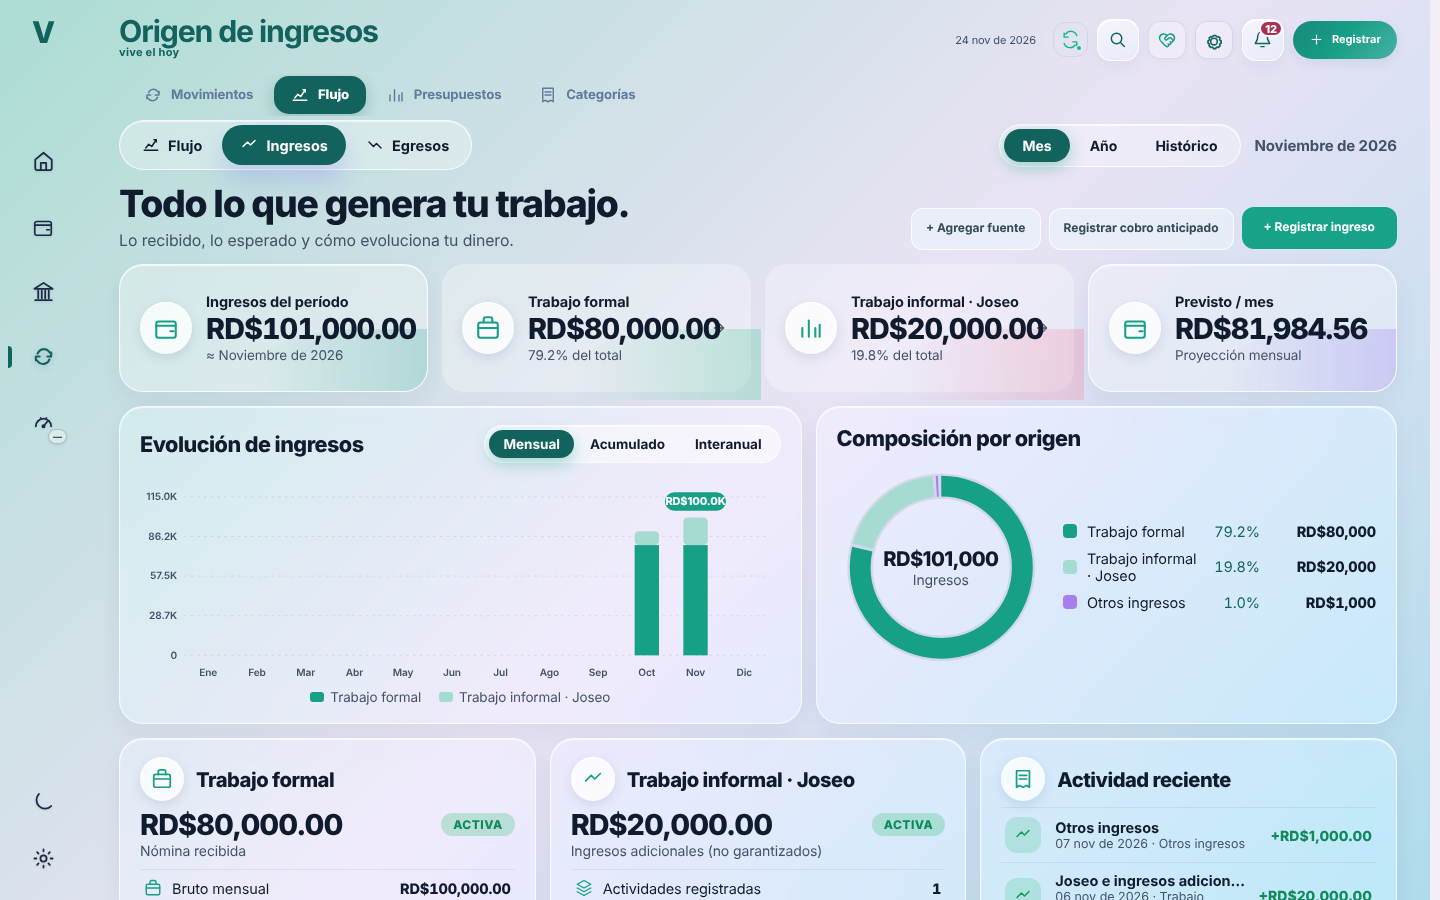 V
Origen de ingresos
vive el hoy
24 nov de 2026
12
+ Registrar
Movimientos
Flujo
Presupuestos
Categorías
Flujo
Ingresos
Egresos
Mes
Año
Histórico
Noviembre de 2026
Todo lo que genera tu trabajo.
Lo recibido, lo esperado y cómo evoluciona tu dinero.
+ Agregar fuente
Registrar cobro anticipado
+ Registrar ingreso
Ingresos del período
RD$101,000.00
≈ Noviembre de 2026
Trabajo formal
RD$80,000.00
79.2% del total
Trabajo informal · Joseo
RD$20,000.00
19.8% del total
Previsto / mes
RD$81,984.56
Proyección mensual
Evolución de ingresos
Mensual
Acumulado
Interanual
115.0K
86.2K
57.5K
28.7K
0
RD$100.0K
Ene Feb Mar Abr May Jun Jul Ago Sep Oct Nov Dic
Trabajo formal
Trabajo informal · Joseo
Composición por origen
RD$101,000
Ingresos
Trabajo formal 79.2% RD$80,000
Trabajo informal
· Joseo 19.8% RD$20,000
Otros ingresos 1.0% RD$1,000
Trabajo formal
RD$80,000.00
ACTIVA
Nómina recibida
Bruto mensual RD$100,000.00
Trabajo informal · Joseo
RD$20,000.00
ACTIVA
Ingresos adicionales (no garantizados)
Actividades registradas 1
Actividad reciente
Otros ingresos
07 nov de 2026 · Otros ingresos
+RD$1,000.00
Joseo e ingresos adicion...
06 nov de 2026 · Trabajo
+RD$20,000.00